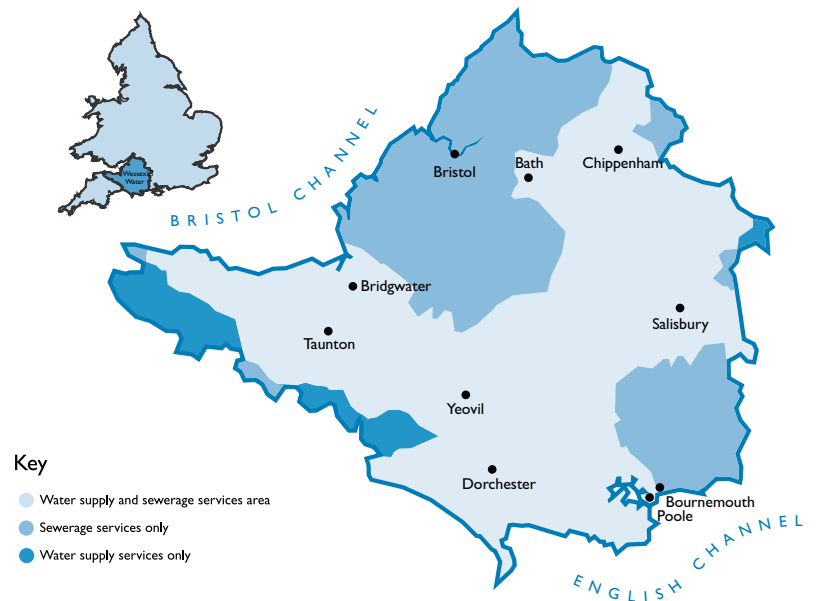 Wessex
Water
BRISTOL CHANNEL
Bristol
Bath
Chippenham
Bridgwater
Taunton
Salisbury
Yeovil
Dorchester
Bournemouth
Poole
ENGLISH CHANNEL
Key
Water supply and sewerage services area
Sewerage services only
Water supply services only